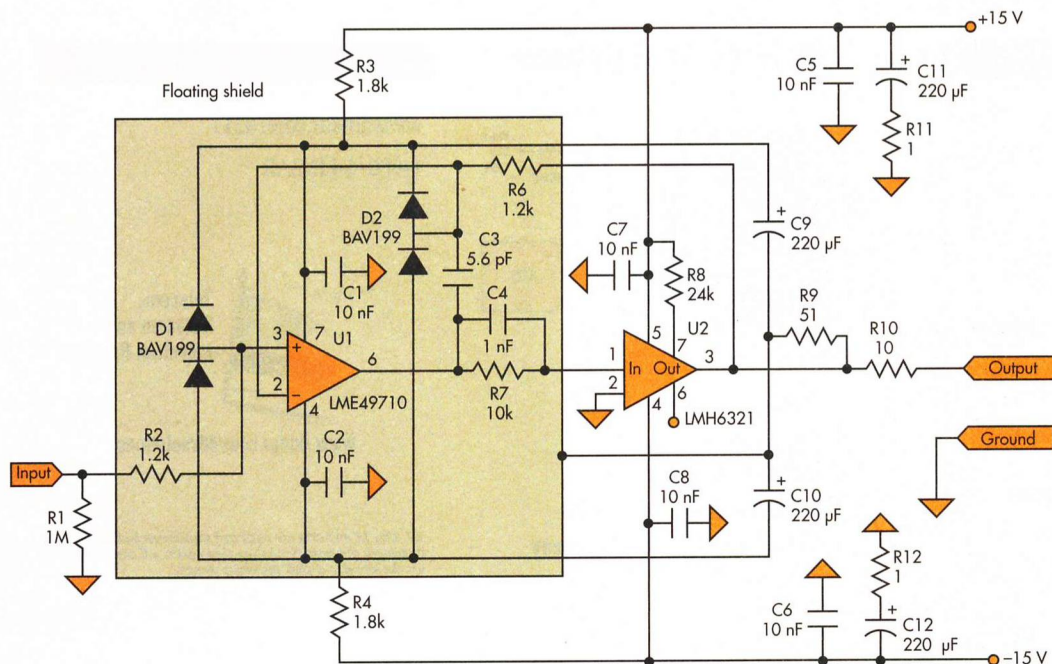 +15 V
R3
1.8k
C5
10 nF
C11
220 µF
Floating shield
R11
1
R6
1.2k
D2
BAV199
C3
5.6 pF
C7
10 nF
C9
220 µF
R8
24k
C1
10 nF
C4
1 nF
R9
51
D1
BAV199
3
7
U1
+
6
2
–
4
LME49710
R7
10k
5
U2
7
1
In Out
3
2
6
4
LMH6321
R10
10
Output
Ground
R2
1.2k
C2
10 nF
Input
R1
1M
C8
10 nF
C10
220 µF
R12
1
R4
1.8k
C6
10 nF
C12
220 µF
–15 V
+
+
+
+